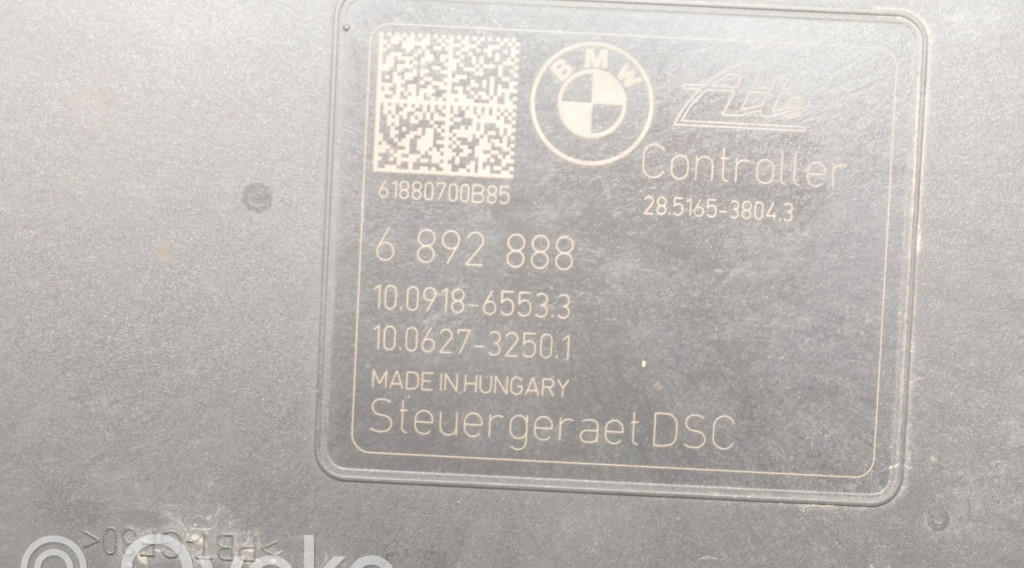 BMW
Ate
Controller
61880700B85
28.5165-3804.3
6 892 888
10.0918-6553.3
10.0627-3250.1
MADE IN HUNGARY
Steuergeraet DSC